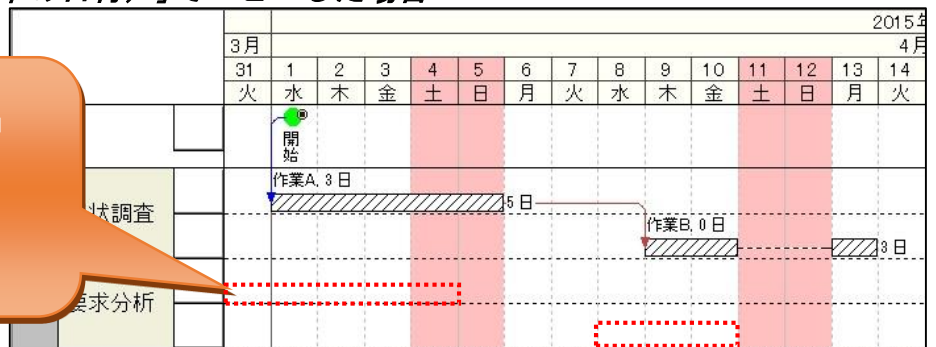 2015年
3月
4月
31 1 2 3 4 5 6 7 8 9 10 11 12 13 14
火 水 木 金 土 日 月 火 水 木 金 土 日 月 火
開始
作業A, 3 日
5 日
状調査
作業B, 0 日
3 日
要求分析